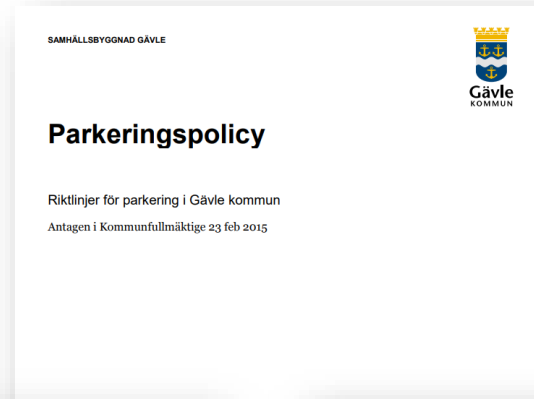 SAMHÄLLSBYGGNAD GÄVLE
Gävle
KOMMUN
Parkeringspolicy
Riktlinjer för parkering i Gävle kommun
Antagen i Kommunfullmäktige 23 feb 2015